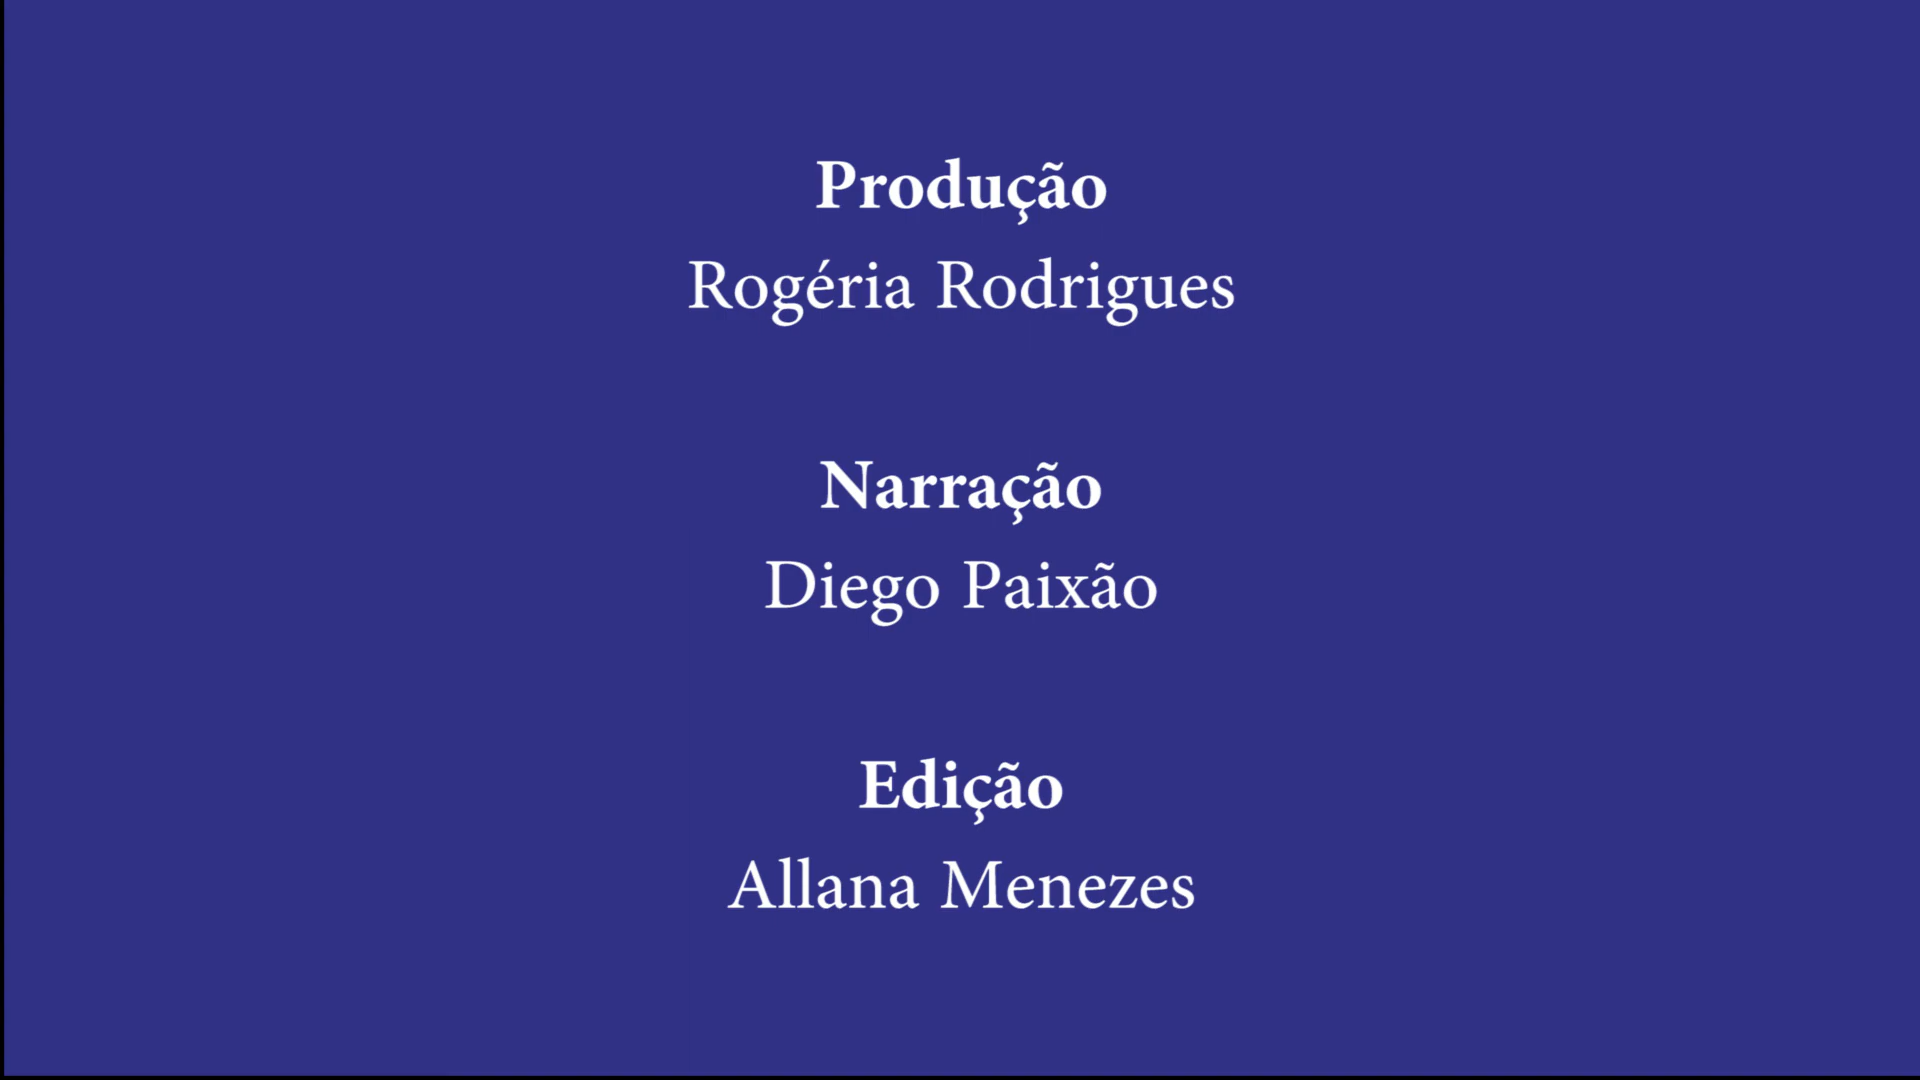 Produção
Rogéria Rodrigues
Narração
Diego Paixão
Edição
Allana Menezes